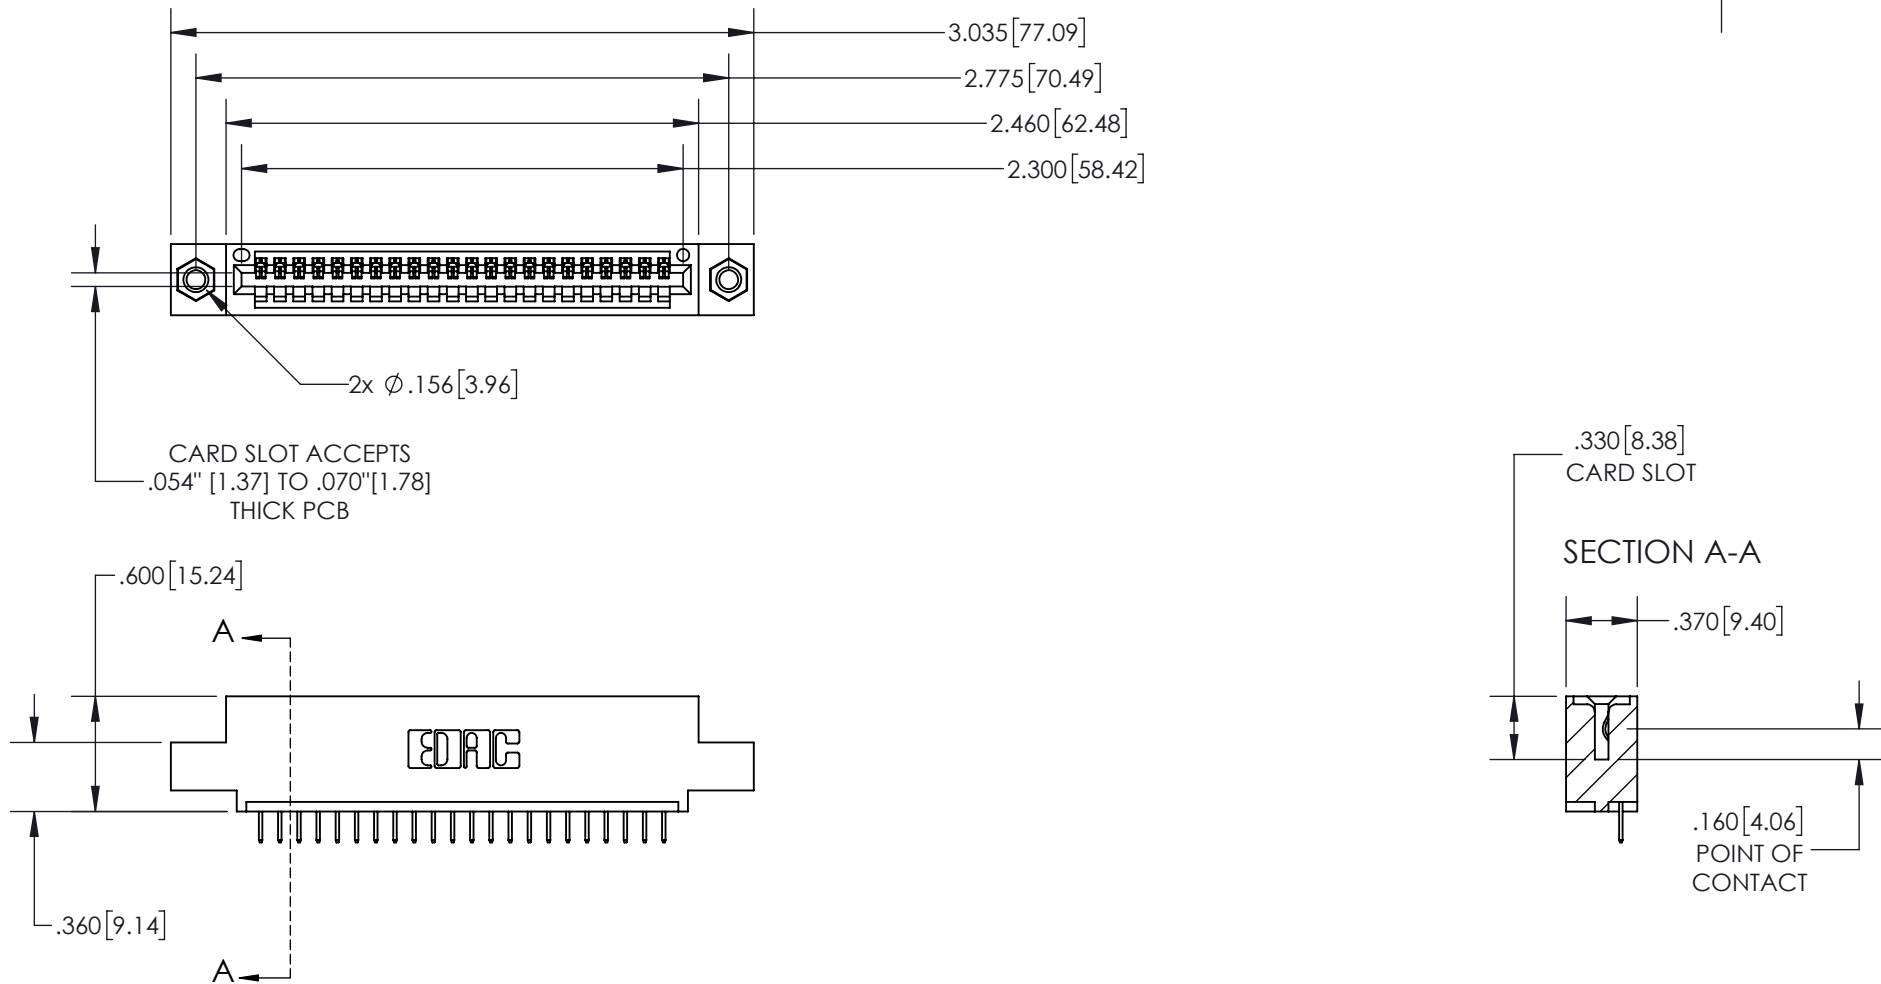 3.035[77.09]
2.775[70.49]
2.460[62.48]
2.300[58.42]
2x Ø.156[3.96]
CARD SLOT ACCEPTS
.054" [1.37] TO .070"[1.78]
THICK PCB
.330[8.38]
CARD SLOT
SECTION A-A
.600[15.24]
.370[9.40]
A
EDAC
.160[4.06]
POINT OF
CONTACT
.360[9.14]
A